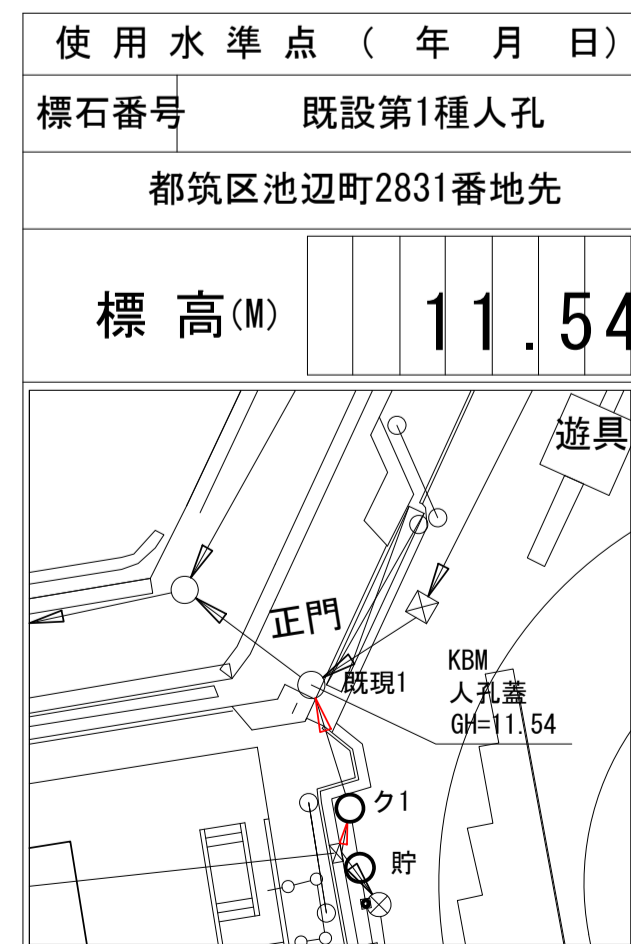 使用水準点(　年　月　日)
標石番号　既設第1種人孔
都筑区池辺町2831番地先
標高(M)　11.54
遊具
正門
既現1
KBM
人孔蓋
GH=11.54
ク1
貯